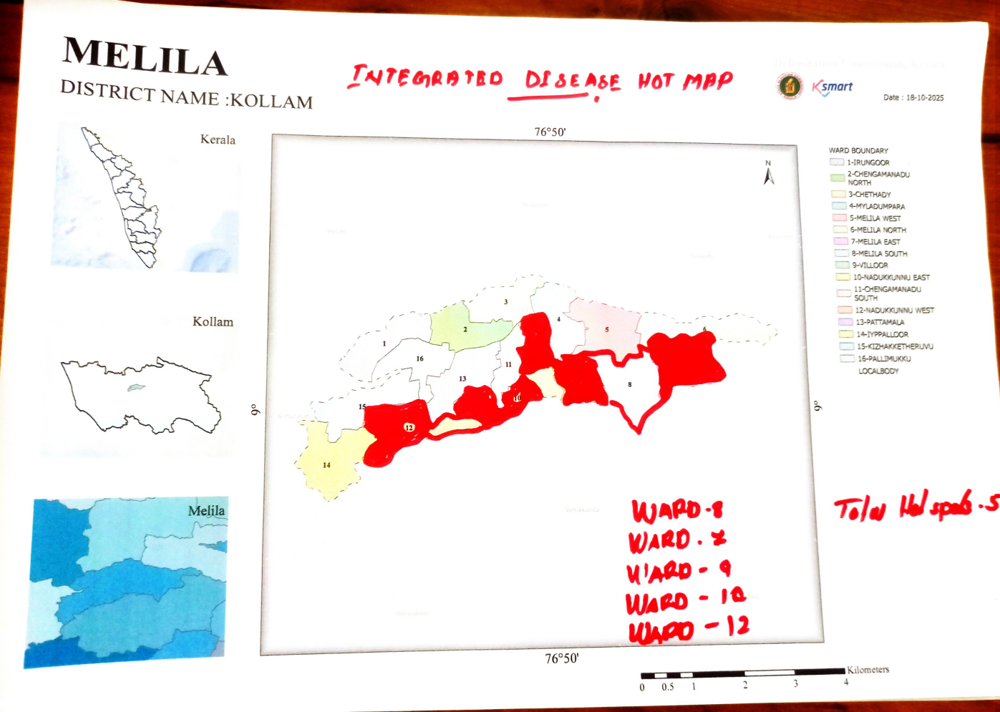 MELILA
DISTRICT NAME :KOLLAM
INTEGRATED DISEASE HOT MAP
Ksmart
Date : 18-10-2025
Kerala
Kollam
Melila
76°50'
N
9°
9°
3
4
5
6
2
1
16
11
13
8
10
15
12
14
76°50'
WARD BOUNDARY
1-IRUNGOOR
2-CHENGAMANADU
NORTH
3-CHETHADY
4-MYLADUMPARA
5-MELILA WEST
6-MELILA NORTH
7-MELILA EAST
8-MELILA SOUTH
9-VILLOOR
10-NADUKKUNNU EAST
11-CHENGAMANADU
SOUTH
12-NADUKKUNNU WEST
13-PATTAMALA
14-IYPPALLOOR
15-KIZHAKKETHERUVU
16-PALLIMUKKU
LOCALBODY
WARD-8
WARD-7
WARD-9
WARD-10
WARD-12
Total Hot spots-5
Kilometers
0 0.5 1 2 3 4